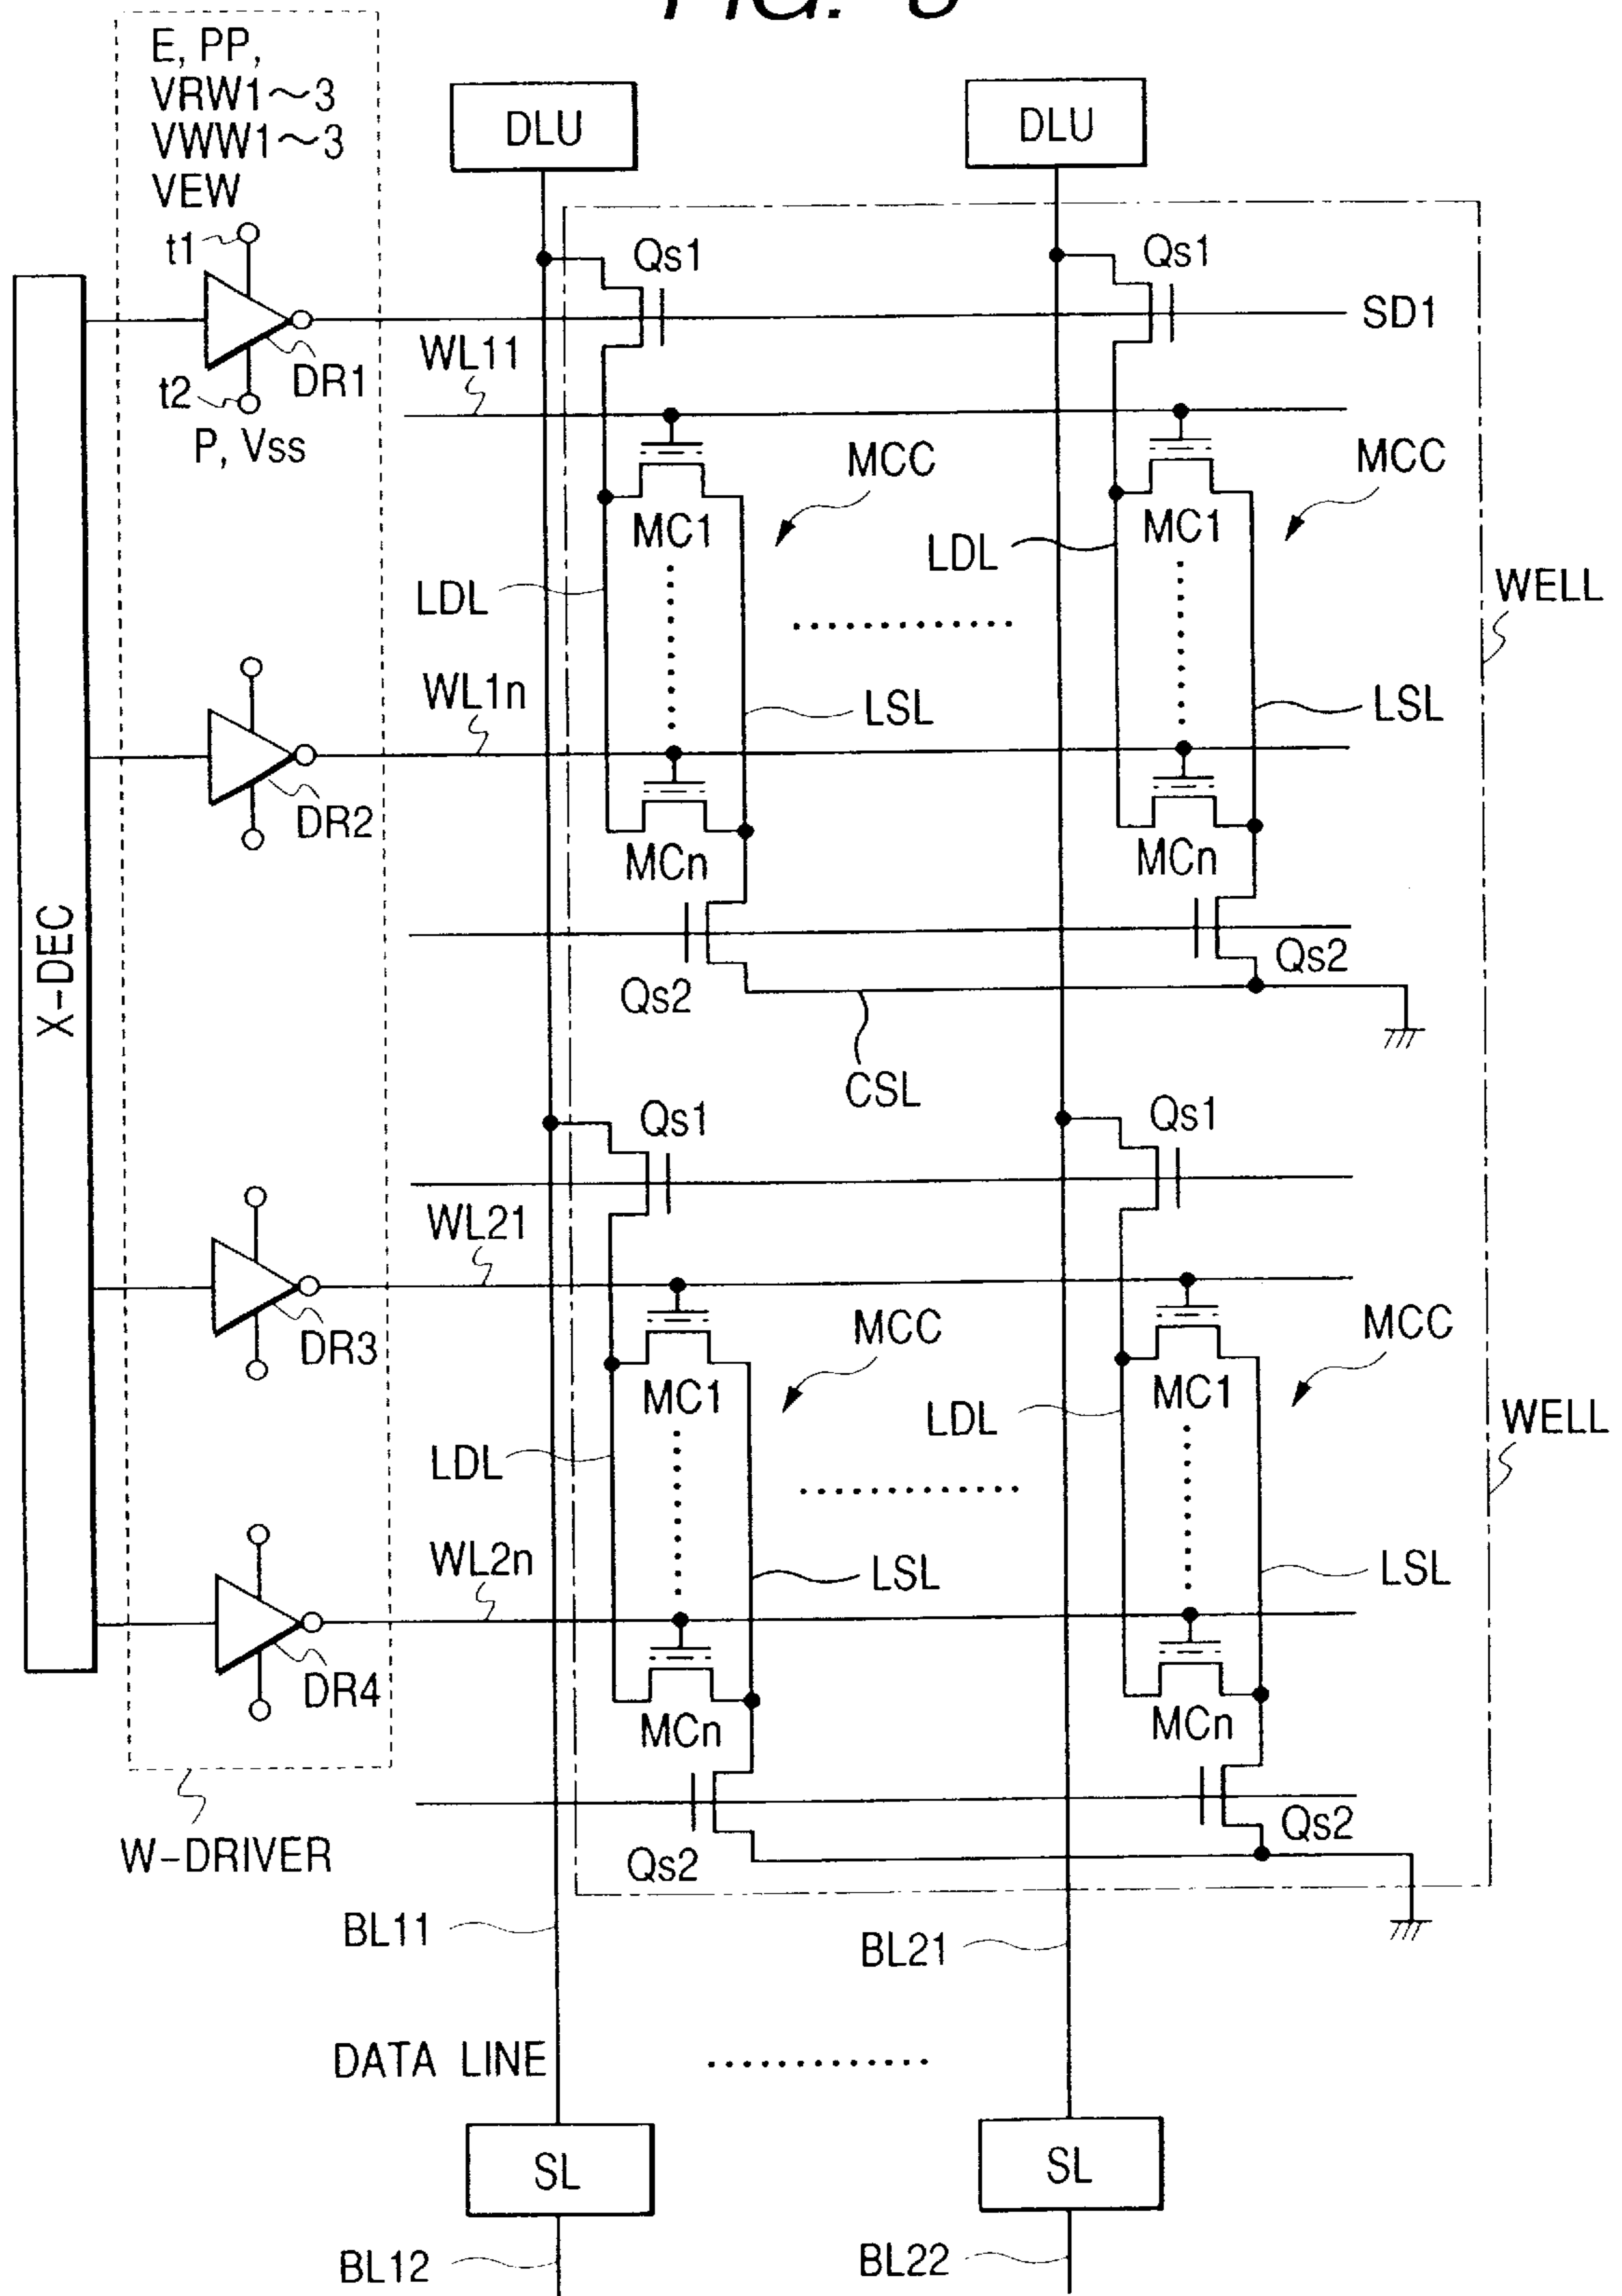 E, PP,
VRW1~3
VWW1~3
VEW
DLU
DLU
t1
Qs1
Qs1
SD1
DR1
WL11
t2
P, Vss
MCC
MCC
MC1
MC1
LDL
LDL
WELL
WL1n
LSL
LSL
DR2
MCn
MCn
X-DEC
Qs2
Qs2
CSL
Qs1
Qs1
WL21
DR3
MCC
MCC
MC1
MC1
LDL
LDL
WELL
WL2n
LSL
LSL
DR4
MCn
MCn
Qs2
Qs2
W-DRIVER
BL11
BL21
DATA LINE
SL
SL
BL12
BL22